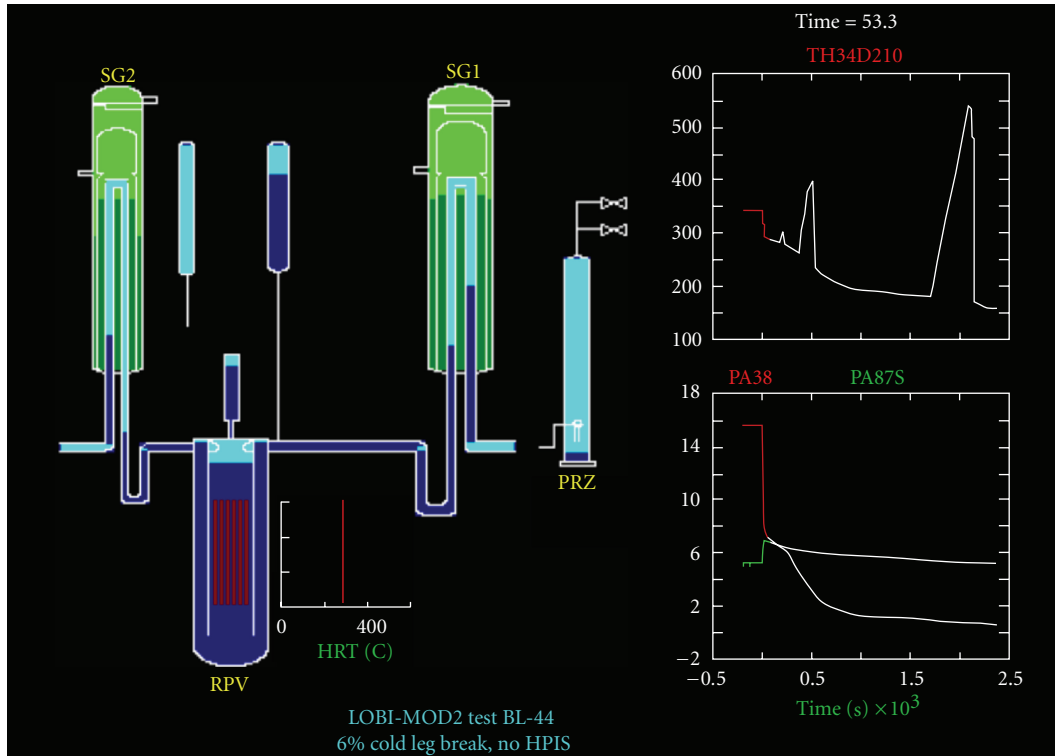 Time = 53.3
TH34D210
SG2
SG1
600
500
400
300
200
100
PRZ
PA38 PA87S
18
14
10
6
2
−2
−0.5 0.5 1.5 2.5
Time (s) ×10³
0 400
HRT (C)
RPV
LOBI-MOD2 test BL-44
6% cold leg break, no HPIS